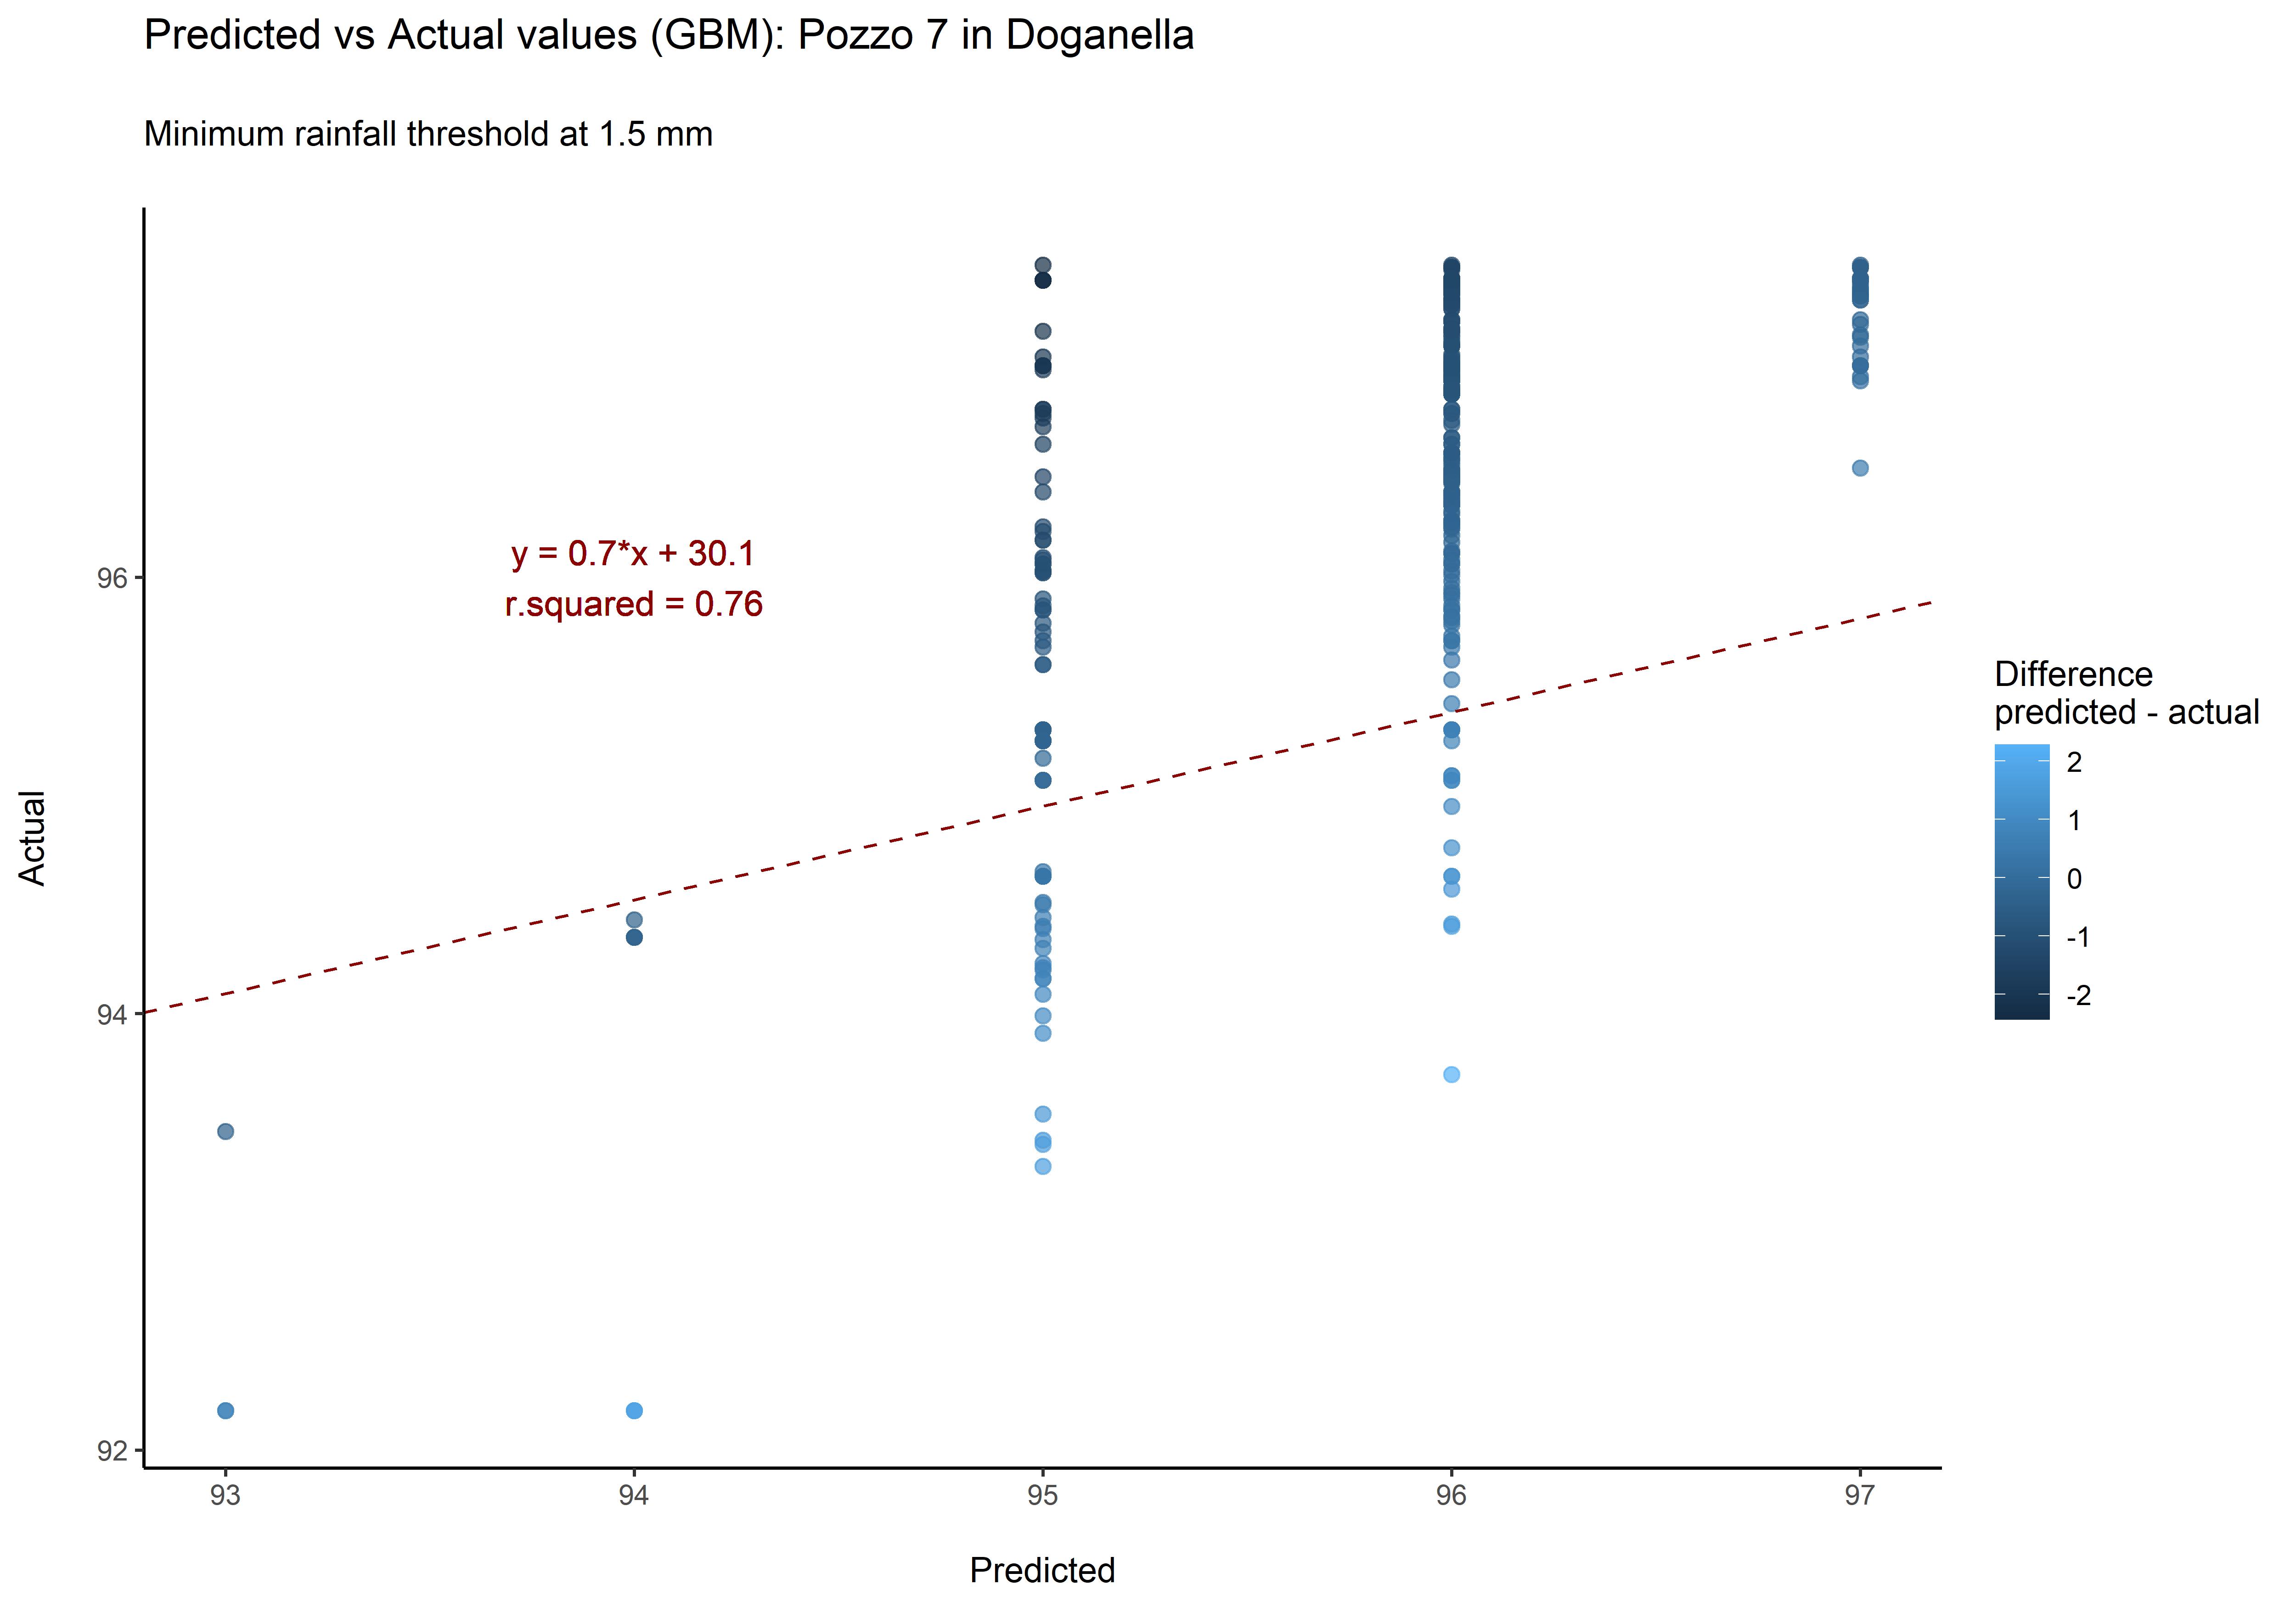 Predicted vs Actual values (GBM): Pozzo 7 in Doganella
Minimum rainfall threshold at 1.5 mm
y = 0.7*x + 30.1
r.squared = 0.76
96
94
92
Actual
93
94
95
96
97
Predicted
Difference
predicted - actual
2
1
0
-1
-2